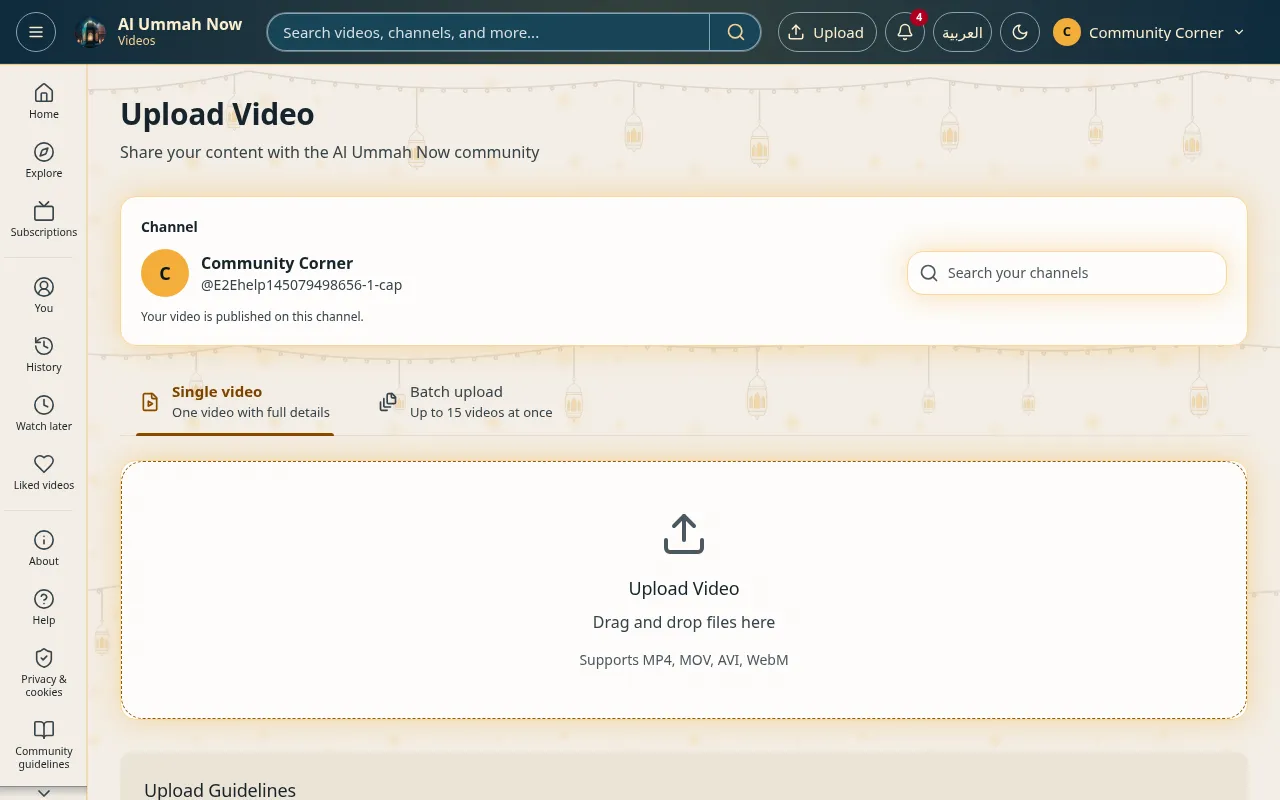 Al Ummah Now
Videos
Search videos, channels, and more...
Upload
4
العربية
C
Community Corner
Home
Explore
Subscriptions
You
History
Watch later
Liked videos
About
Help
Privacy &
cookies
Community
guidelines
Upload Video
Share your content with the Al Ummah Now community
Channel
C
Community Corner
@E2Ehelp145079498656-1-cap
Search your channels
Your video is published on this channel.
Single video
One video with full details
Batch upload
Up to 15 videos at once
Upload Video
Drag and drop files here
Supports MP4, MOV, AVI, WebM
Upload Guidelines